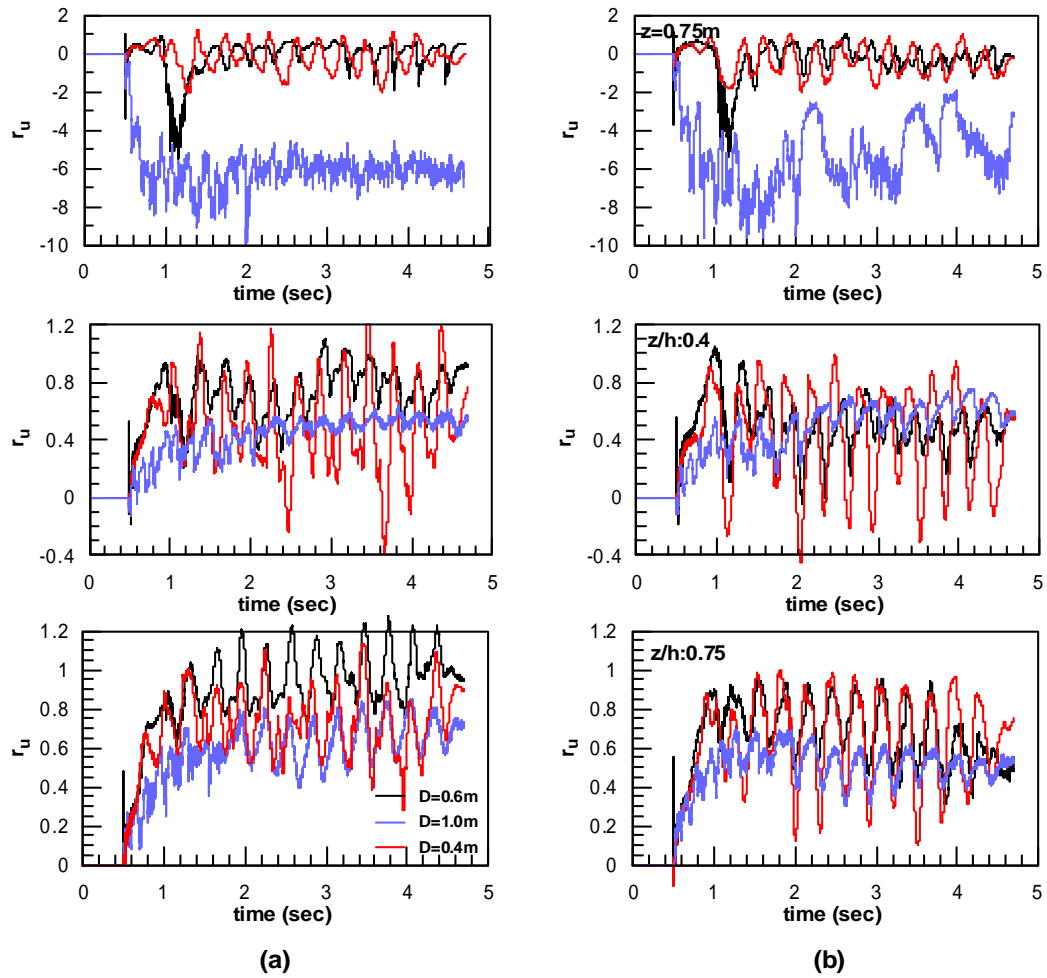 2
0
-2
-4
-6
-8
-10
r_u
0 1 2 3 4 5
time (sec)
2
0
-2
-4
-6
-8
-10
r_u
z=0.75m
0 1 2 3 4 5
time (sec)
1.2
0.8
0.4
0
-0.4
r_u
0 1 2 3 4 5
time (sec)
1.2
0.8
0.4
0
-0.4
r_u
z/h:0.4
0 1 2 3 4 5
time (sec)
1.2
1
0.8
0.6
0.4
0.2
0
r_u
D=0.6m
D=1.0m
D=0.4m
0 1 2 3 4 5
time (sec)
1.2
1
0.8
0.6
0.4
0.2
0
r_u
z/h:0.75
0 1 2 3 4 5
time (sec)
(a) (b)